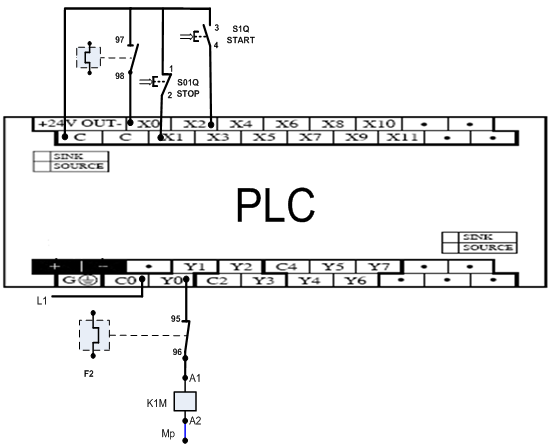 3 S1Q
START
4
97
98
1
S01Q
2 STOP
+24V OUT- X0 X2 X4 X6 X8 X10 • •
C C X1 X3 X5 X7 X9 X11 • •
SINK
SOURCE
PLC
SINK
SOURCE
+ - • Y1 Y2 C4 Y5 Y7 • •
G C0 Y0 C2 Y3 Y4 Y6 • • •
L1
95
96
F2
A1
K1M
A2
Mp